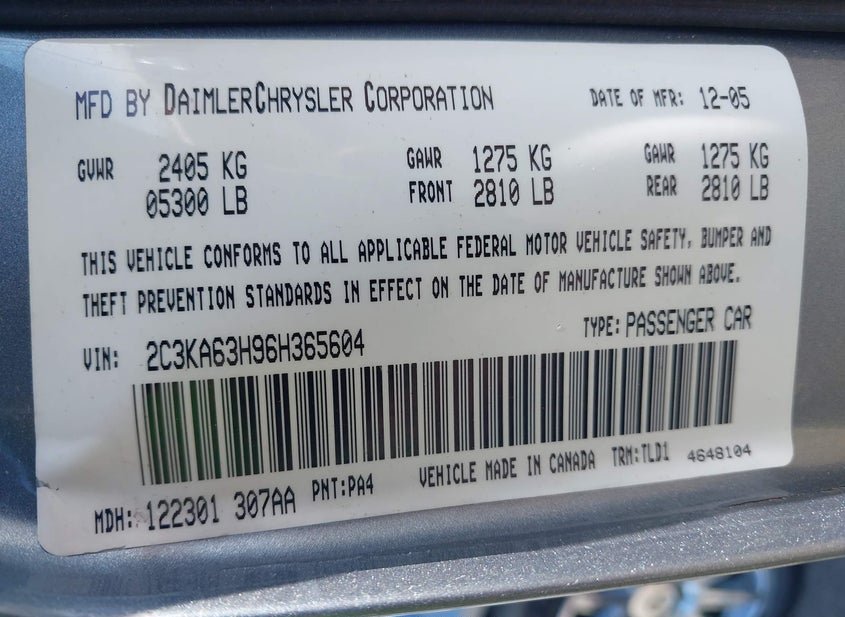 MFD BY DAIMLERCHRYSLER CORPORATION DATE OF MFR: 12-05
GVWR 2405 KG GAWR 1275 KG GAWR 1275 KG
05300 LB FRONT 2810 LB REAR 2810 LB
THIS VEHICLE CONFORMS TO ALL APPLICABLE FEDERAL MOTOR VEHICLE SAFETY, BUMPER AND
THEFT PREVENTION STANDARDS IN EFFECT ON THE DATE OF MANUFACTURE SHOWN ABOVE.
VIN: 2C3KA63H96H365604 TYPE: PASSENGER CAR
MDH: 122301 307AA PNT:PA4 VEHICLE MADE IN CANADA TRM:TLD1 4648104